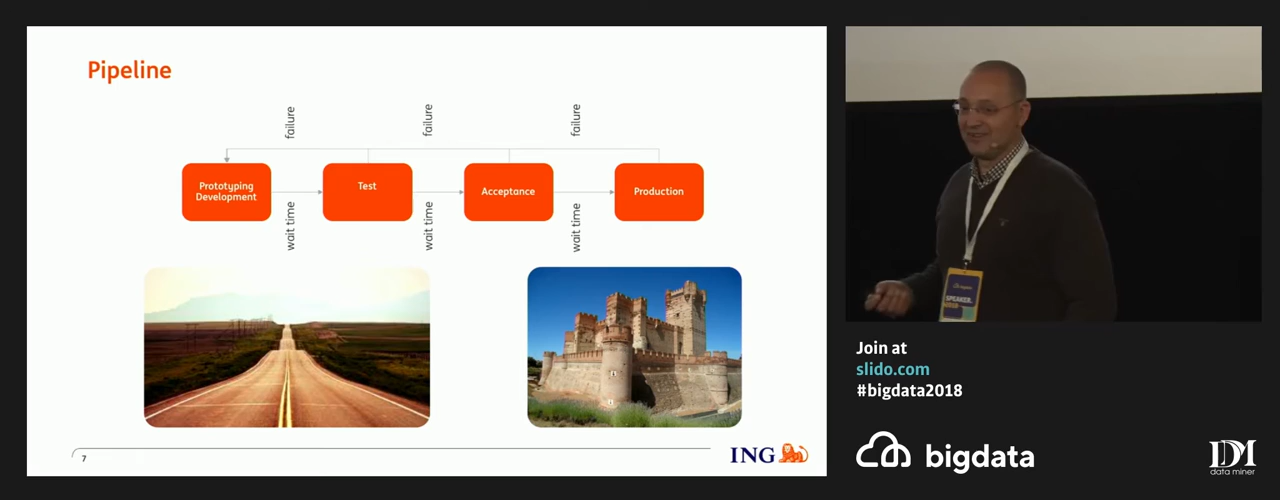 Pipeline
failure
failure
failure
Prototyping
Development
Test
Acceptance
Production
wait time
wait time
wait time
7
ING
SPEAKER.
Join at
slido.com
#bigdata2018
bigdata
DM
data miner